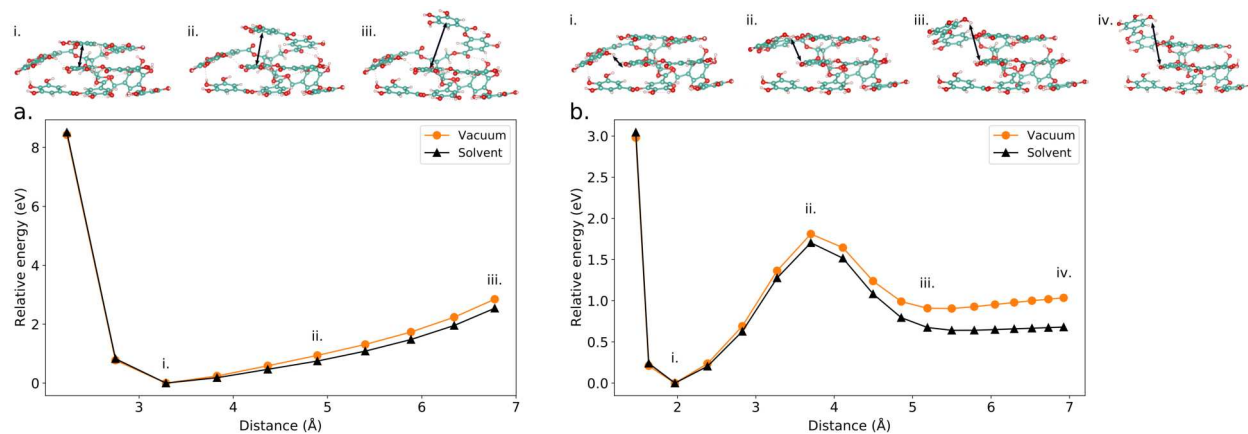 i.
ii.
iii.
i.
ii.
iii.
iv.
a.
b.
Relative energy (eV)
8
6
4
2
0
Vacuum
Solvent
i.
ii.
iii.
3
4
5
6
7
Distance (Å)
Relative energy (eV)
3.0
2.5
2.0
1.5
1.0
0.5
0.0
Vacuum
Solvent
i.
ii.
iii.
iv.
2
3
4
5
6
7
Distance (Å)